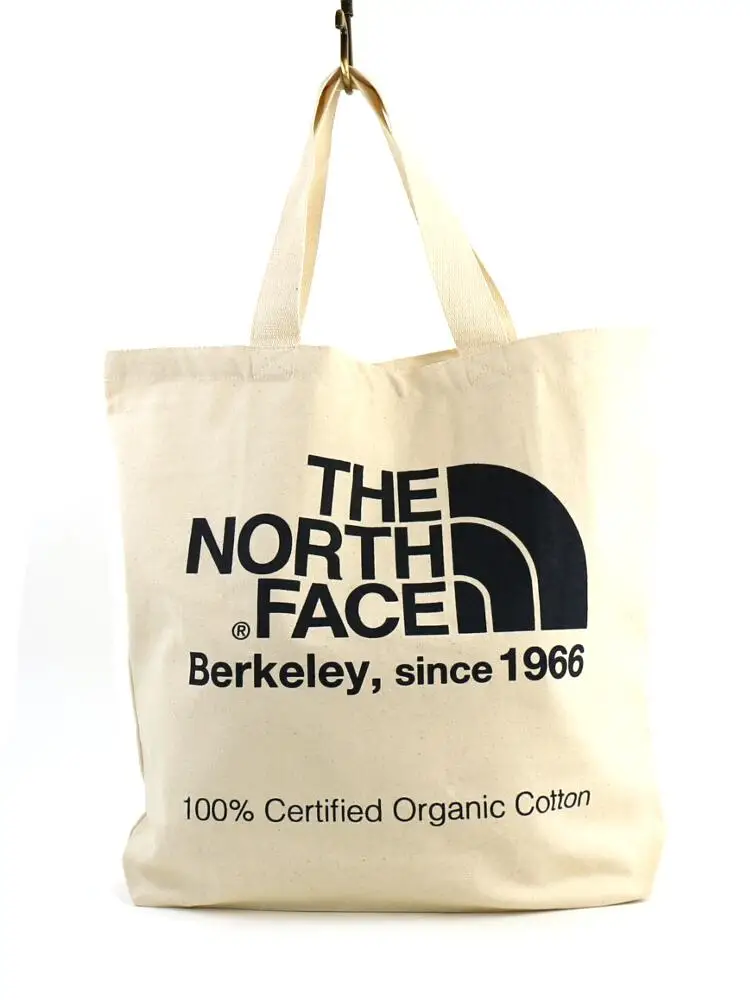 THE
NORTH
® FACE
Berkeley, since 1966
100% Certified Organic Cotton